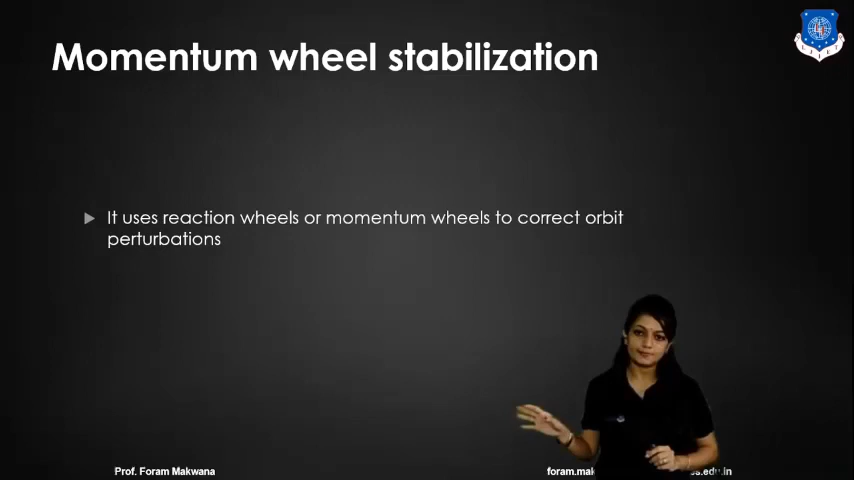 Momentum wheel stabilization
It uses reaction wheels or momentum wheels to correct orbit
perturbations
Prof. Foram Makwana